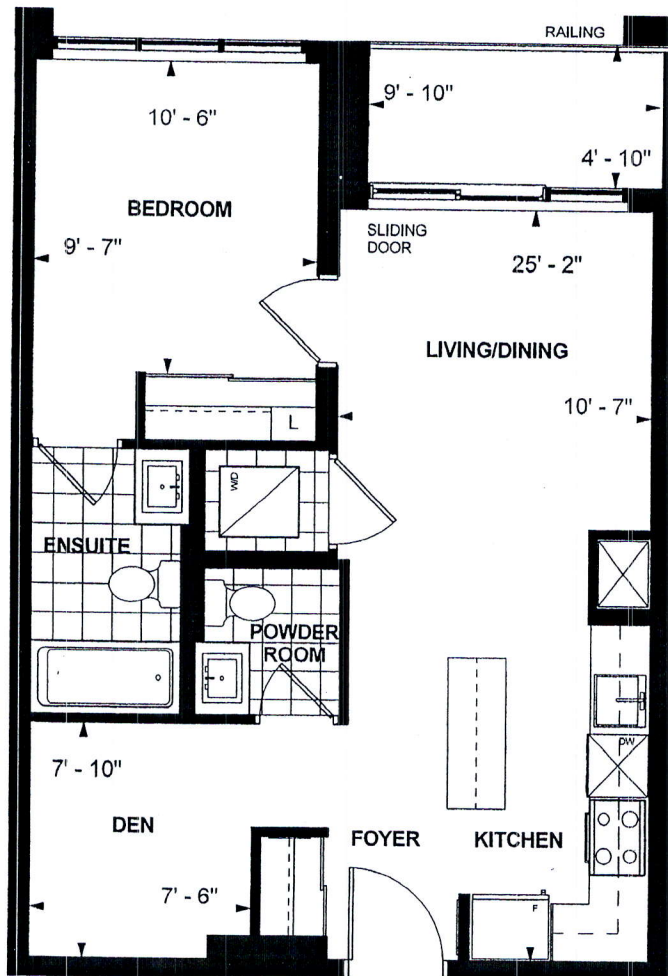 RAILING
9' - 10"
10' - 6"
4' - 10"
BEDROOM
SLIDING
DOOR
9' - 7"
25' - 2"
LIVING/DINING
10' - 7"
L
W/D
ENSUITE
POWDER
ROOM
DW
7' - 10"
DEN
FOYER
KITCHEN
7' - 6"
F